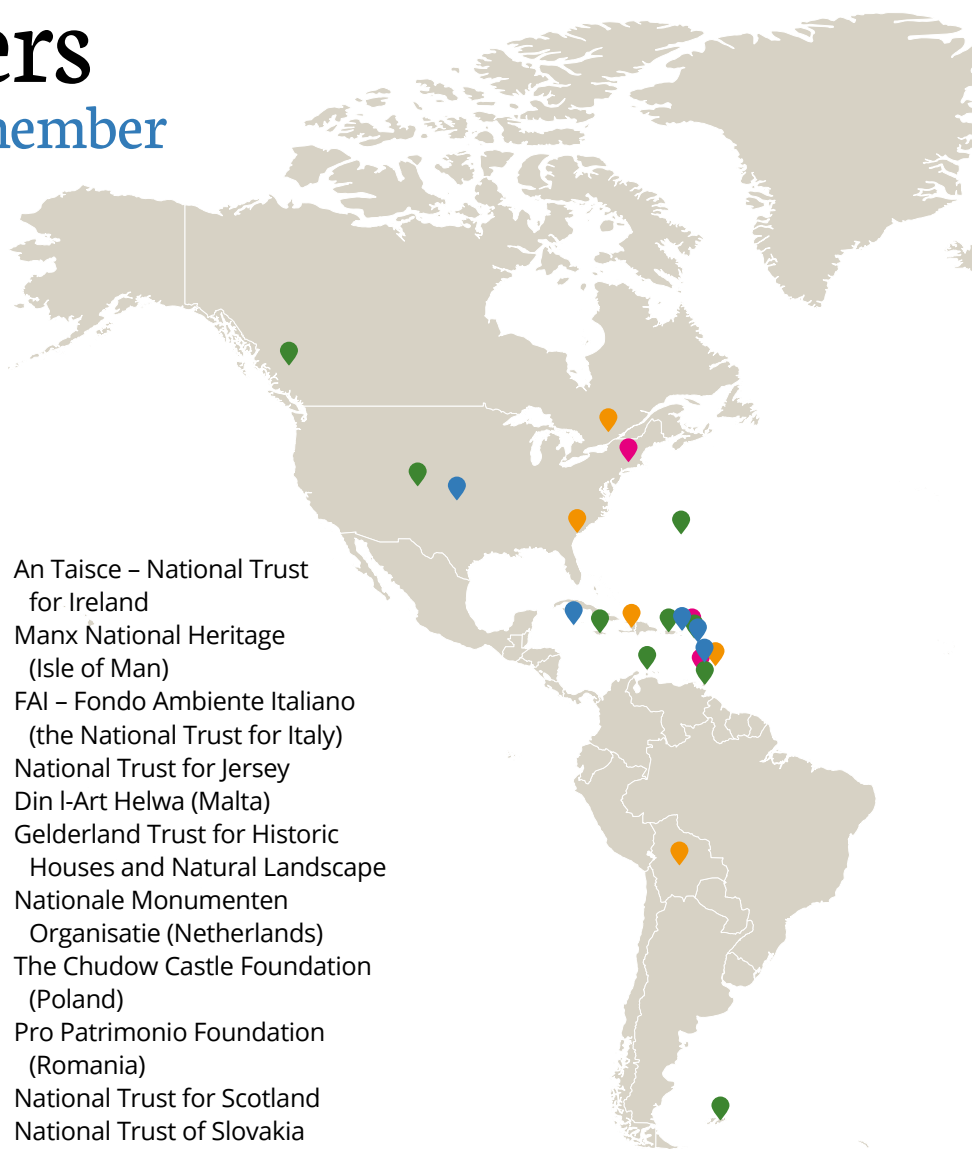 ers
member
An Taisce – National Trust
for Ireland
Manx National Heritage
(Isle of Man)
FAI – Fondo Ambiente Italiano
(the National Trust for Italy)
National Trust for Jersey
Din l-Art Helwa (Malta)
Gelderland Trust for Historic
Houses and Natural Landscape
Nationale Monumenten
Organisatie (Netherlands)
The Chudow Castle Foundation
(Poland)
Pro Patrimonio Foundation
(Romania)
National Trust for Scotland
National Trust of Slovakia